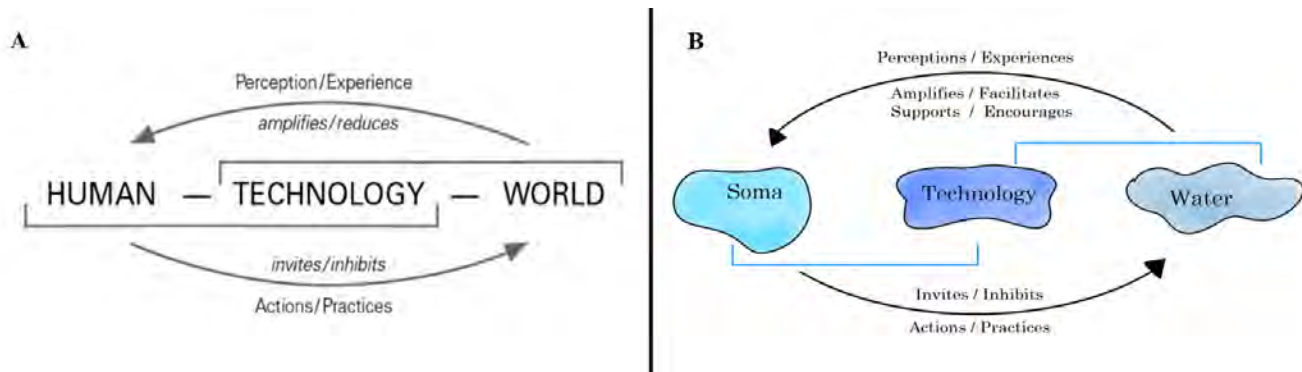 A
Perception/Experience
amplifies/reduces
HUMAN — TECHNOLOGY — WORLD
invites/inhibits
Actions/Practices
B
Perceptions / Experiences
Amplifies / Facilitates
Supports / Encourages
Soma
Technology
Water
Invites / Inhibits
Actions / Practices